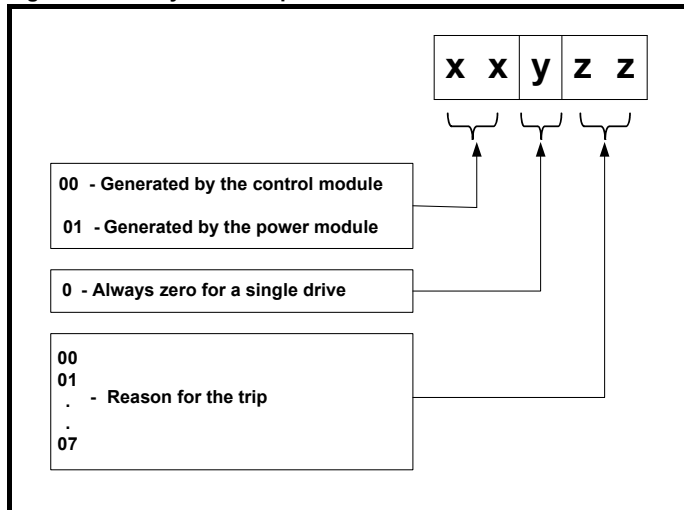 x x y z z
00 - Generated by the control module
01 - Generated by the power module
0 - Always zero for a single drive
00
01
- Reason for the trip
.
.
07